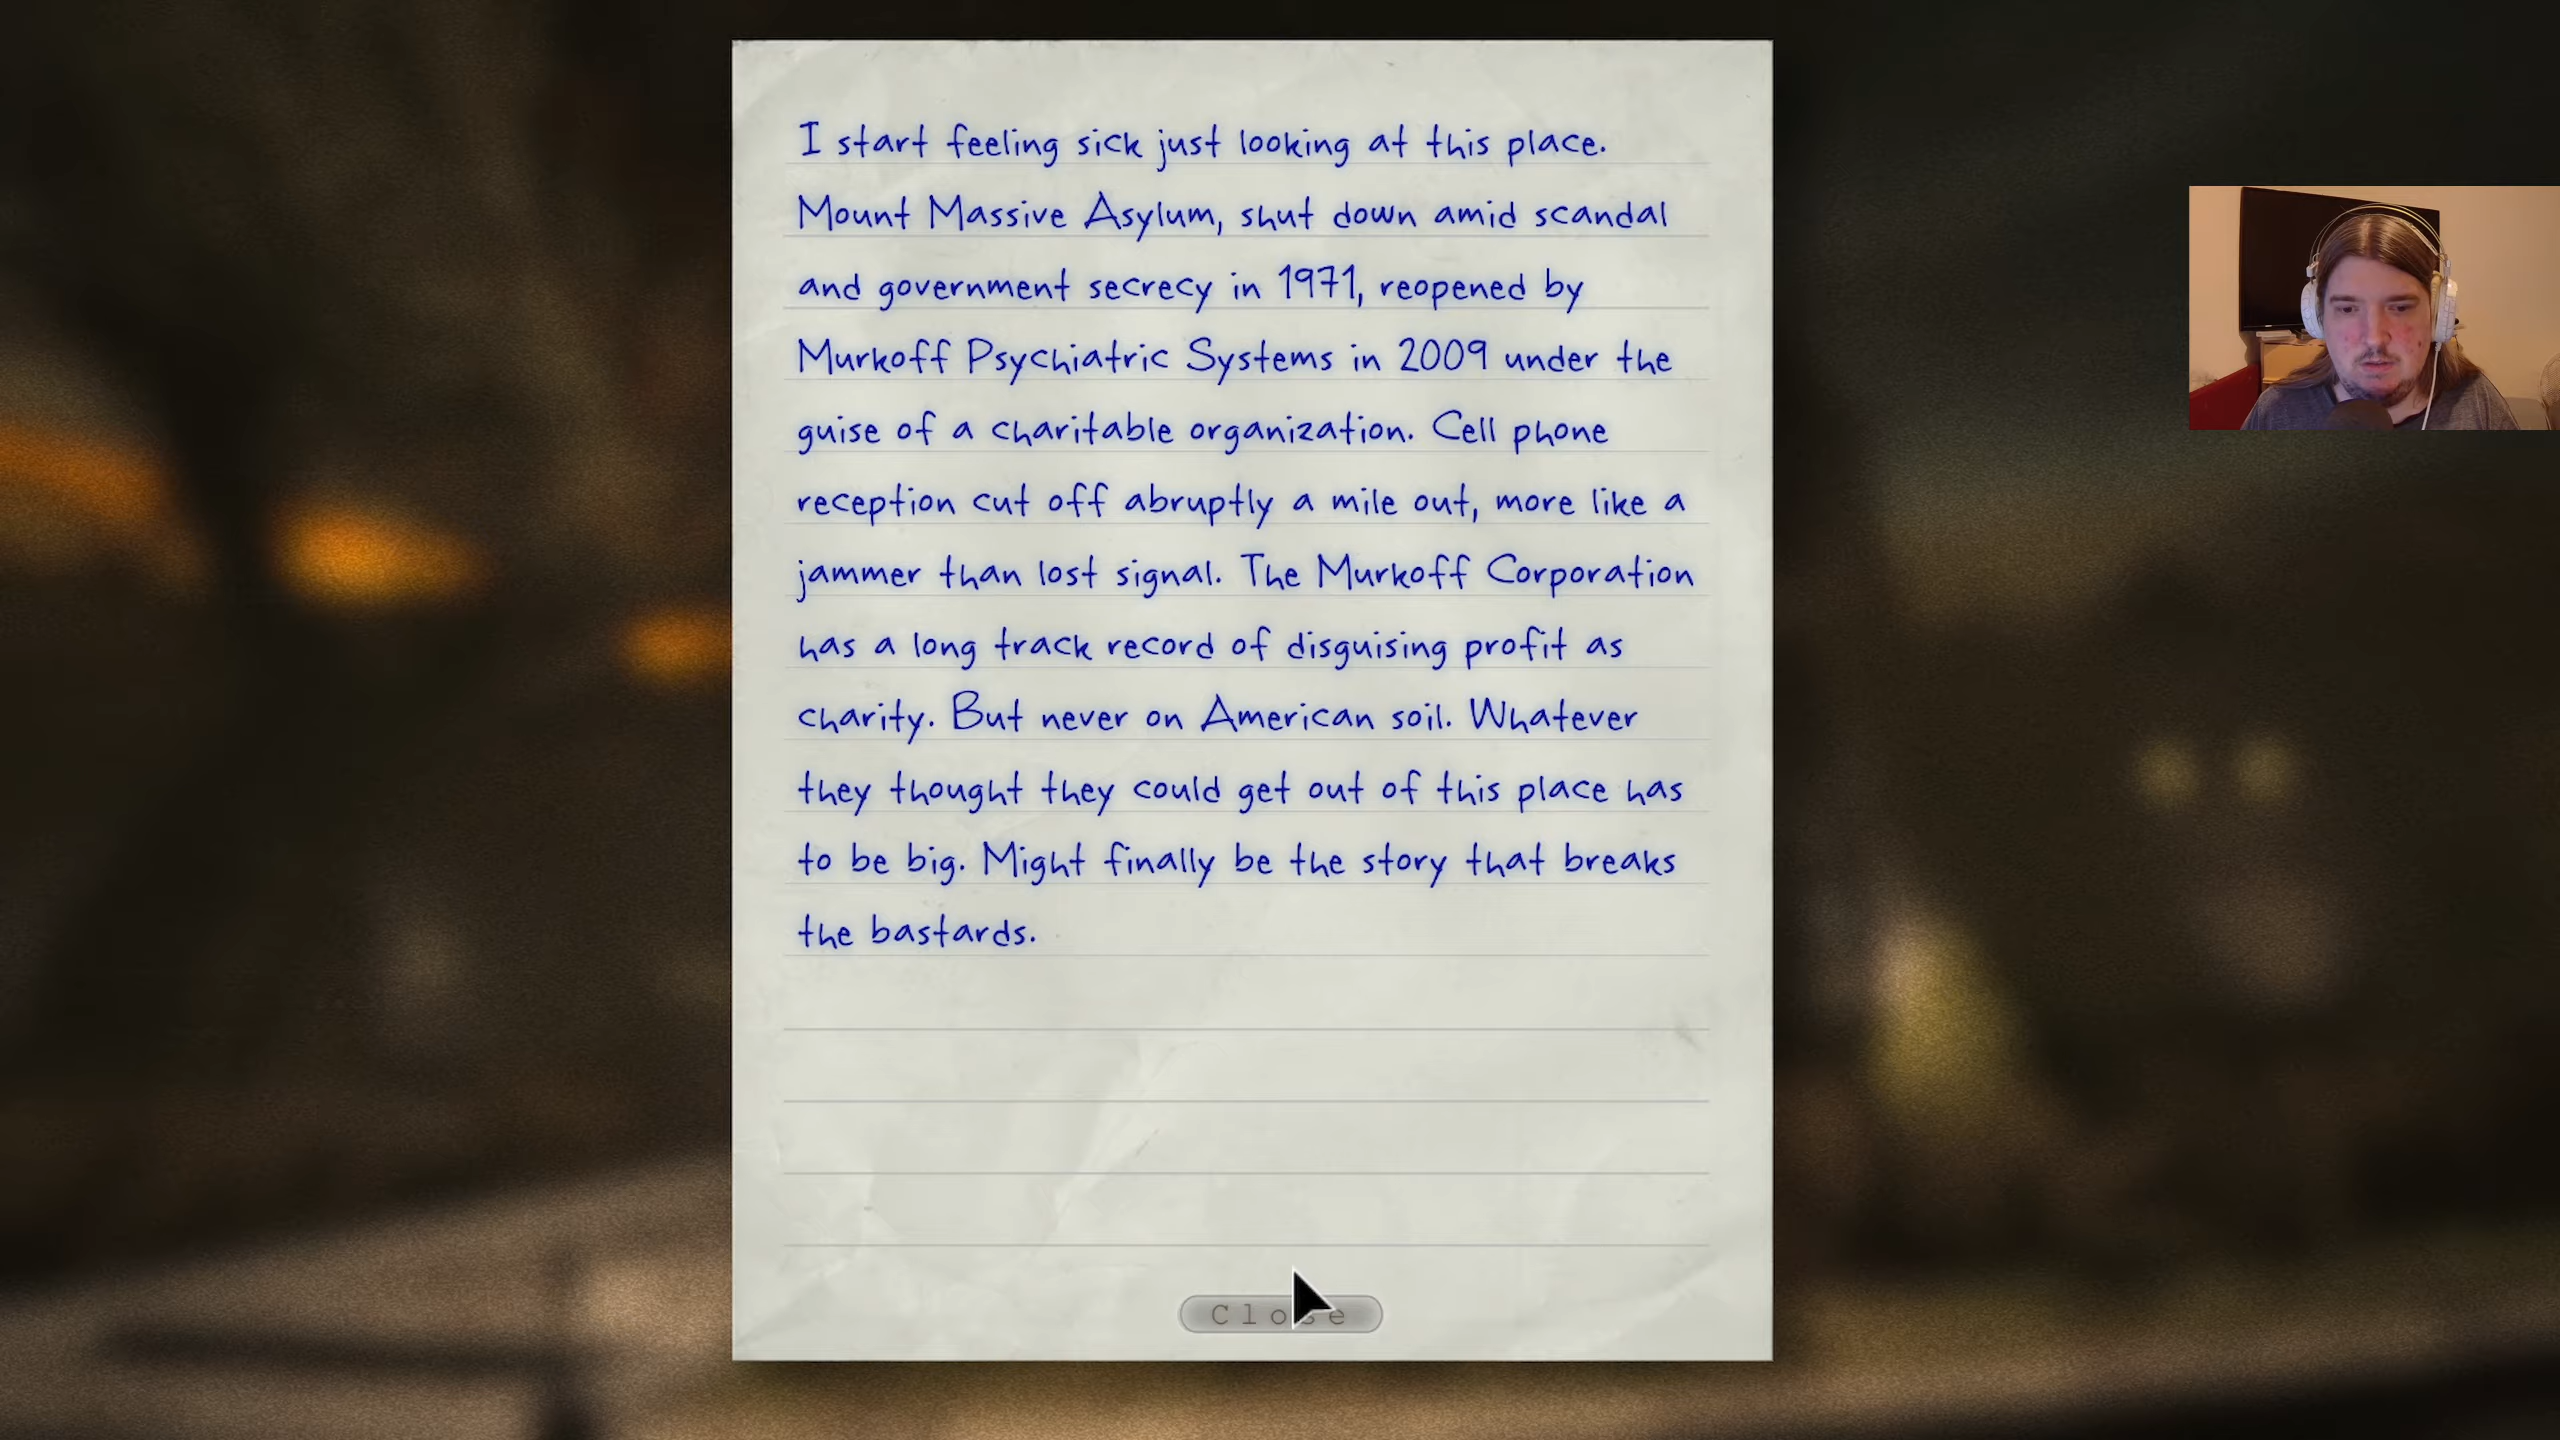 I start feeling sick just looking at this place.
Mount Massive Asylum, shut down amid scandal
and government secrecy in 1971, reopened by
Murkoff Psychiatric Systems in 2009 under the
guise of a charitable organization. Cell phone
reception cut off abruptly a mile out, more like a
jammer than lost signal. The Murkoff Corporation
has a long track record of disguising profit as
charity. But never on American soil. Whatever
they thought they could get out of this place has
to be big. Might finally be the story that breaks
the bastards.
Close